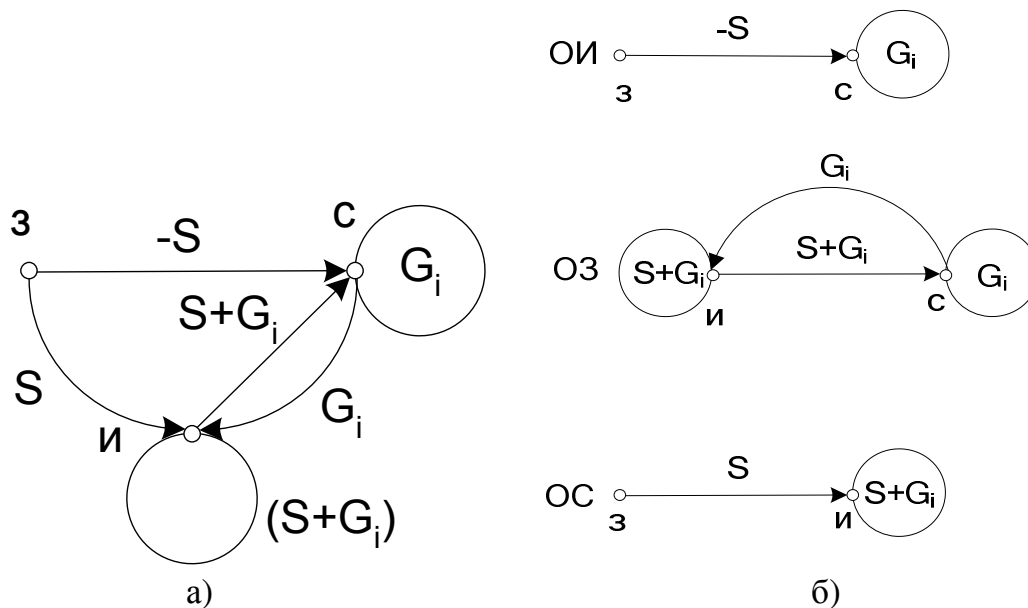 з
-S
с
G_i
S+G_i
S
и
G_i
(S+G_i)
а)
ОИ
з
-S
с
G_i
G_i
ОЗ
S+G_i
S+G_i
и
с
G_i
ОС
з
S
и
S+G_i
б)